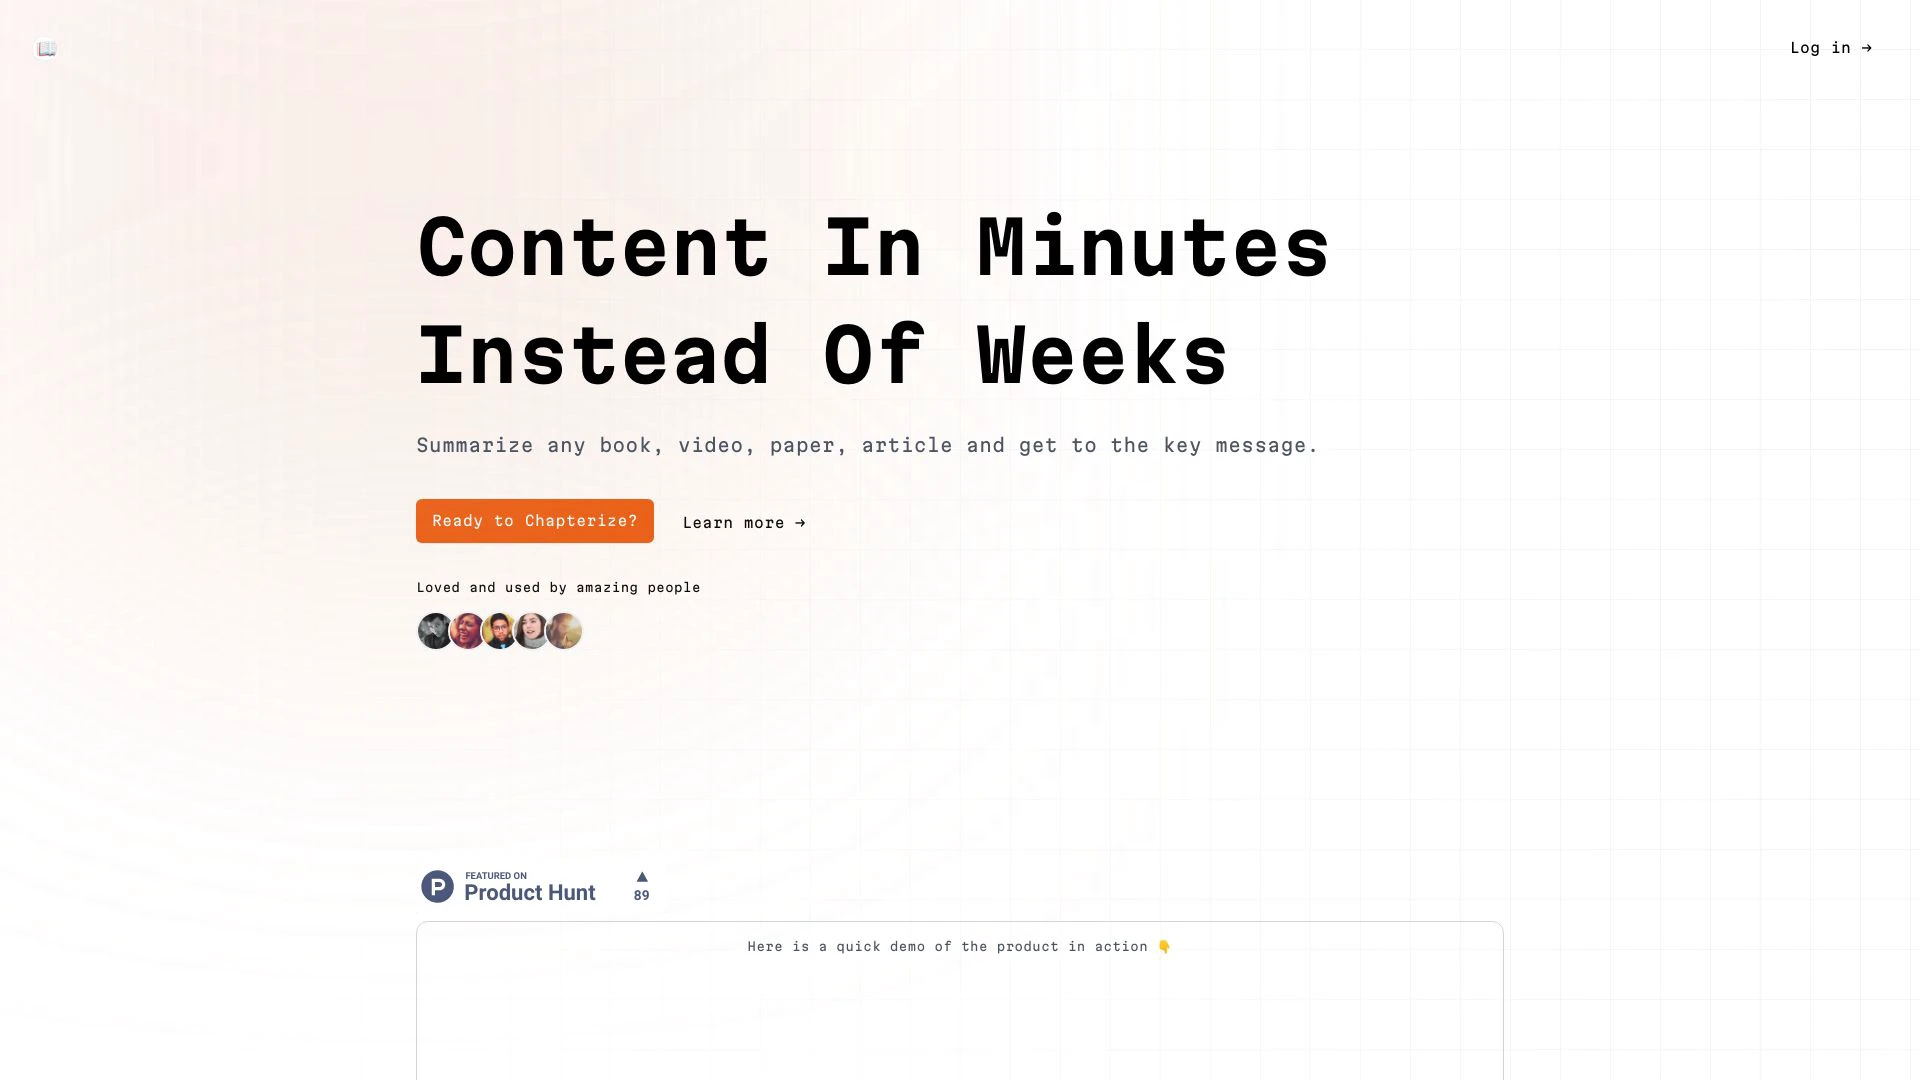 Log in →
Content In Minutes
Instead Of Weeks
Summarize any book, video, paper, article and get to the key message.
Ready to Chapterize?
Learn more →
Loved and used by amazing people
P
FEATURED ON
Product Hunt
▲
89
Here is a quick demo of the product in action 👇